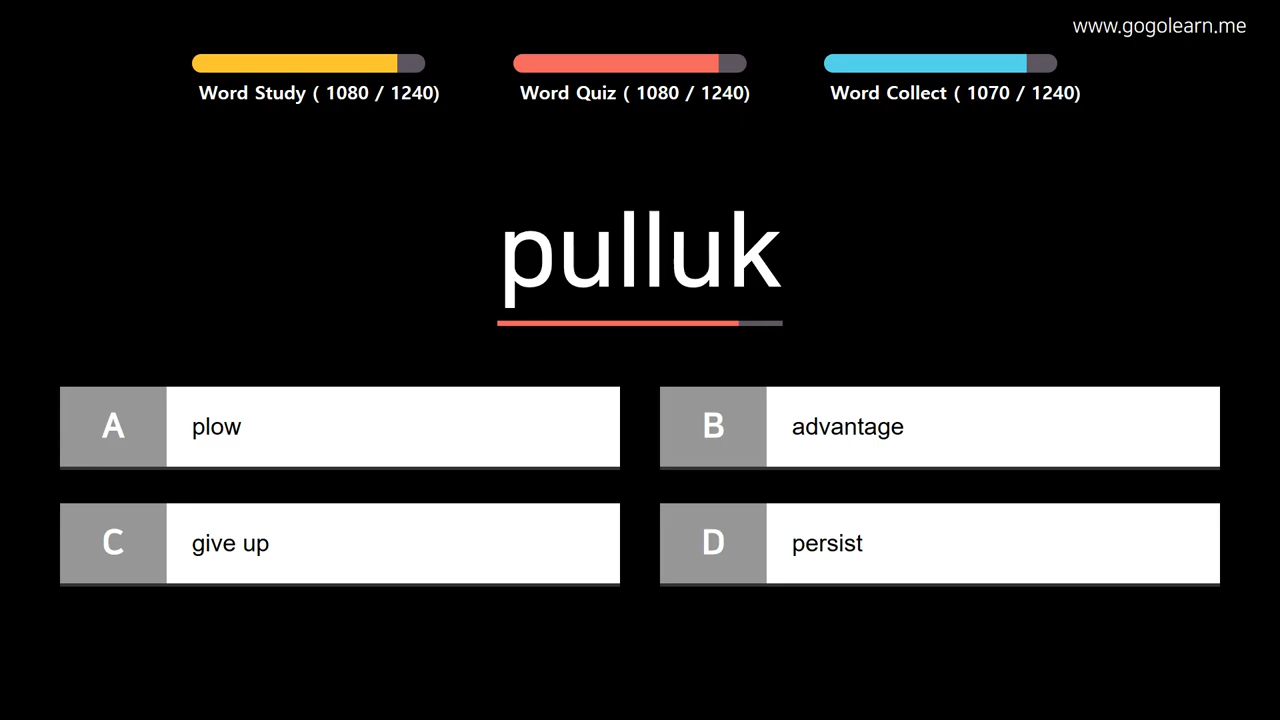 www.gogolearn.me
Word Study ( 1080 / 1240)
Word Quiz ( 1080 / 1240)
Word Collect ( 1070 / 1240)
pulluk
A plow
B advantage
C give up
D persist